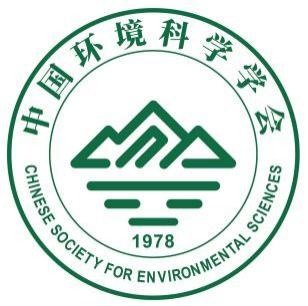 中国环境科学学会
1978
CHINESE SOCIETY FOR ENVIRONMENTAL SCIENCES